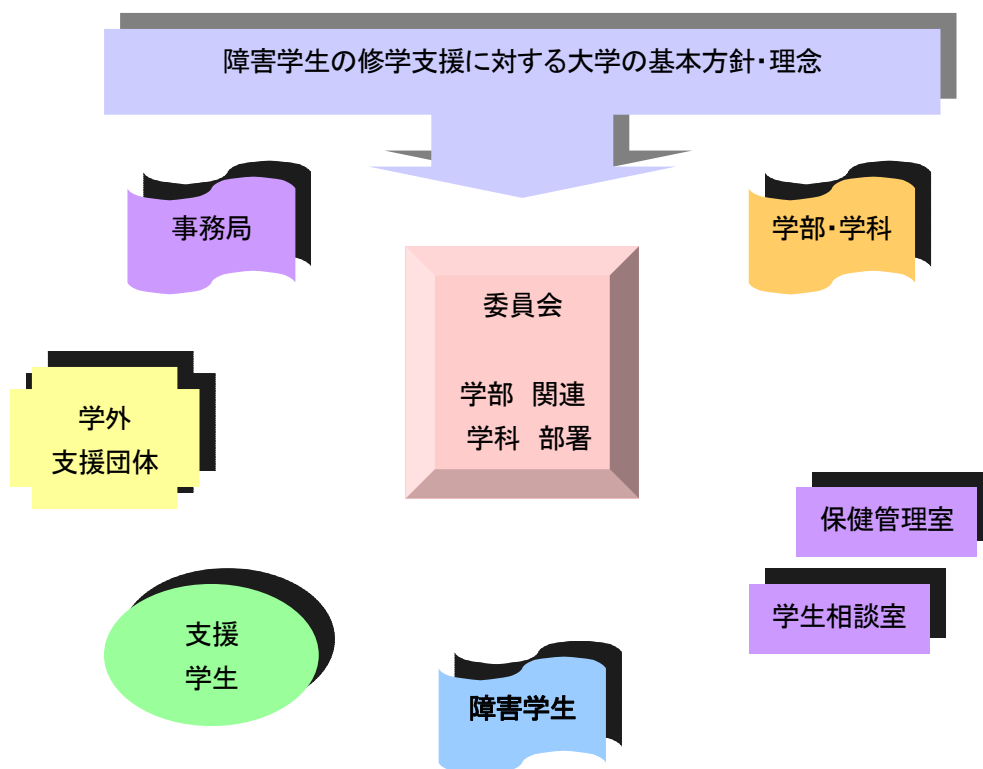 障害学生の修学支援に対する大学の基本方針・理念
事務局
学部・学科
委員会
学部 関連
学科 部署
学外
支援団体
保健管理室
学生相談室
支援
学生
障害学生